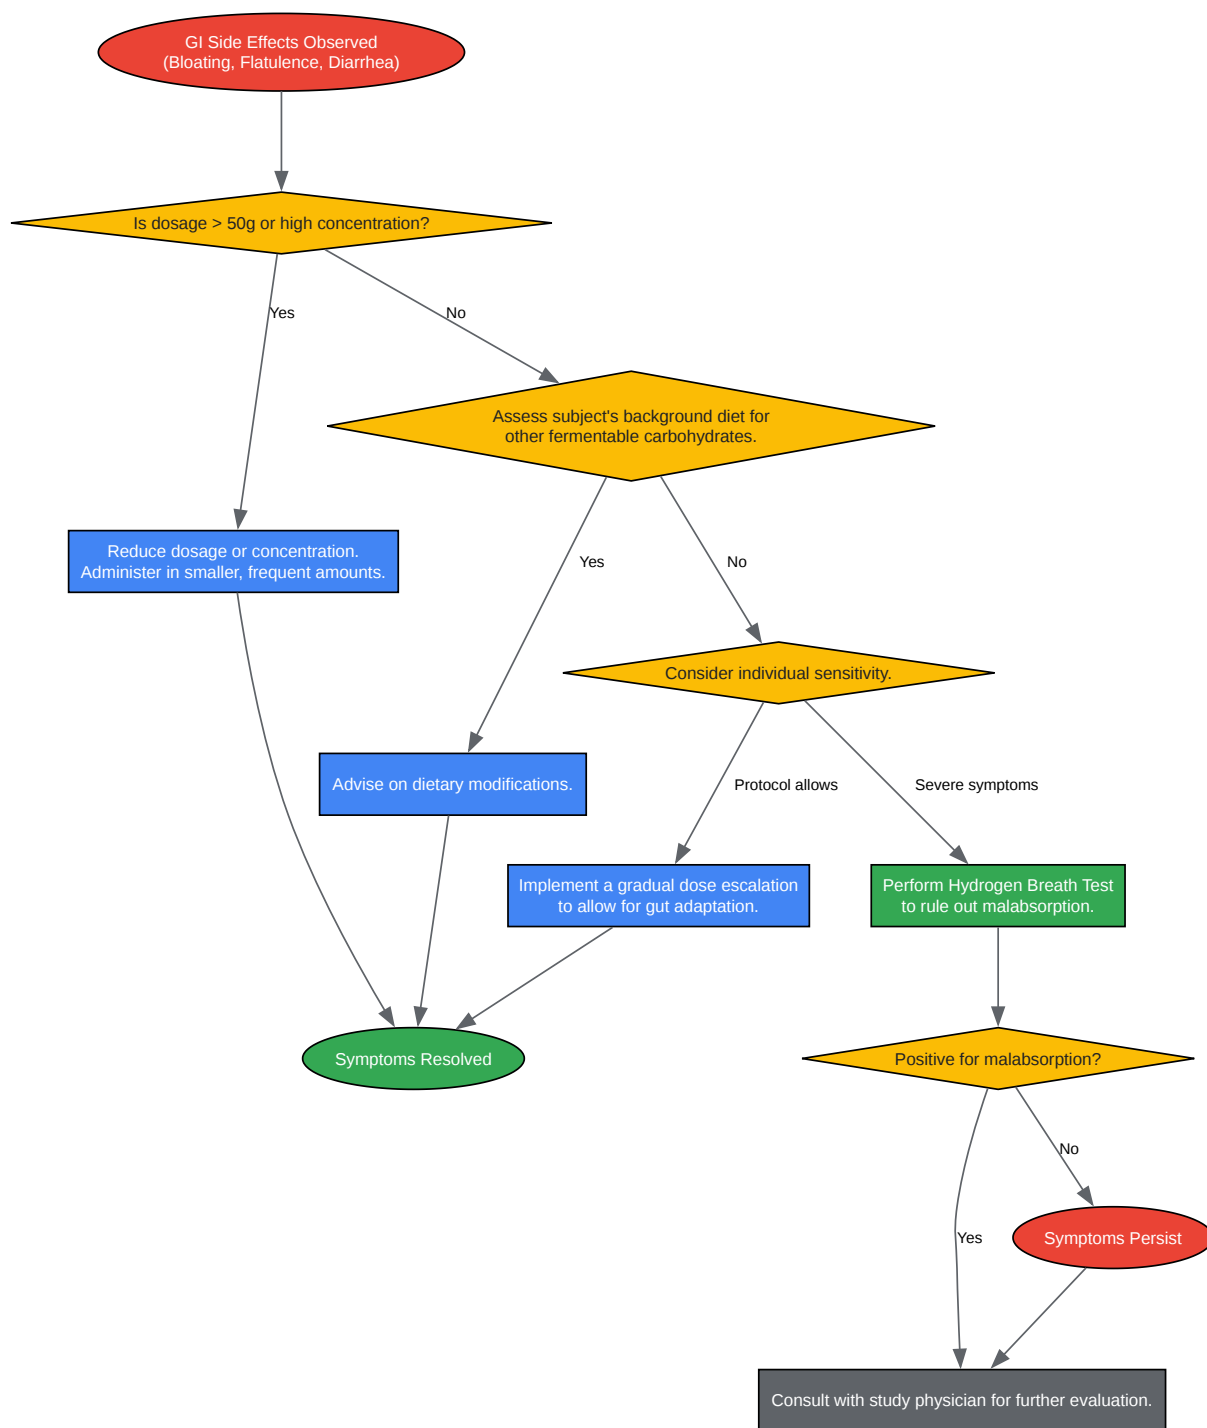 GI Side Effects Observed
(Bloating, Flatulence, Diarrhea)
Is dosage > 50g or high concentration?
Yes
No
Assess subject's background diet for
other fermentable carbohydrates.
Reduce dosage or concentration.
Administer in smaller, frequent amounts.
Yes
No
Consider individual sensitivity.
Advise on dietary modifications.
Protocol allows
Severe symptoms
Implement a gradual dose escalation
to allow for gut adaptation.
Perform Hydrogen Breath Test
to rule out malabsorption.
Symptoms Resolved
Positive for malabsorption?
No
Yes
Symptoms Persist
Consult with study physician for further evaluation.